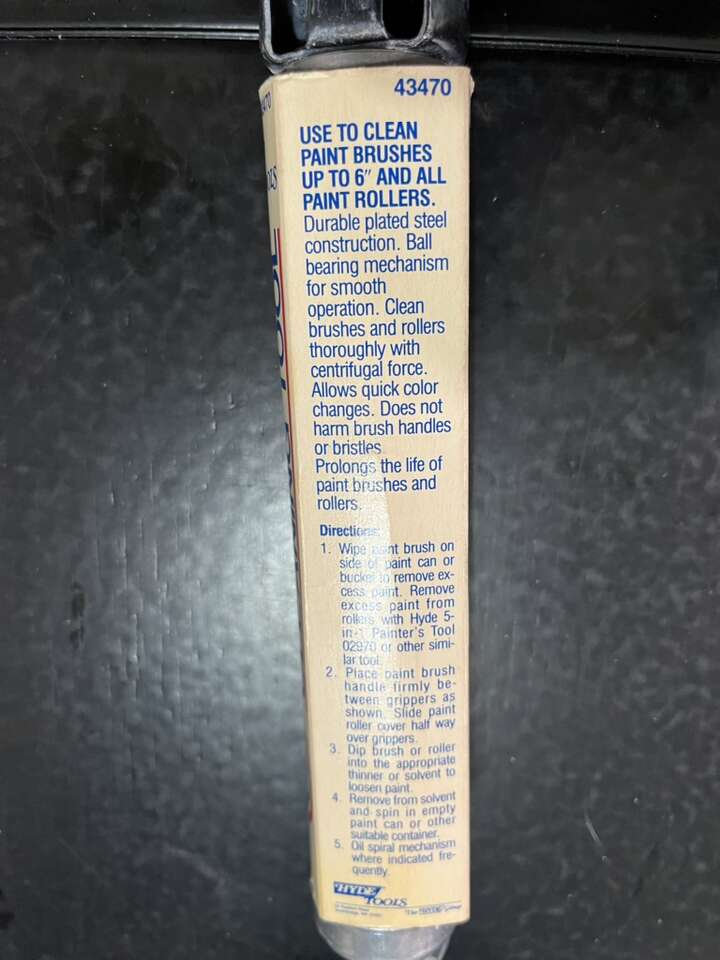 43470
USE TO CLEAN
PAINT BRUSHES
UP TO 6" AND ALL
PAINT ROLLERS.
Durable plated steel
construction. Ball
bearing mechanism
for smooth
operation. Clean
brushes and rollers
thoroughly with
centrifugal force.
Allows quick color
changes. Does not
harm brush handles
or bristles.
Prolongs the life of
paint brushes and
rollers.
Directions:
1. Wipe paint brush on
side of paint can or
bucket to remove ex-
cess paint. Remove
excess paint from
rollers with Hyde 5-
in-1 Painter's Tool
02970 or other simi-
lar tool.
2. Place paint brush
handle firmly be-
tween grippers as
shown. Slide paint
roller cover half way
over grippers.
3. Dip brush or roller
into the appropriate
thinner or solvent to
loosen paint.
4. Remove from solvent
and spin in empty
paint can or other
suitable container.
5. Oil spiral mechanism
where indicated fre-
quently.
HYDE
TOOLS
TOOL